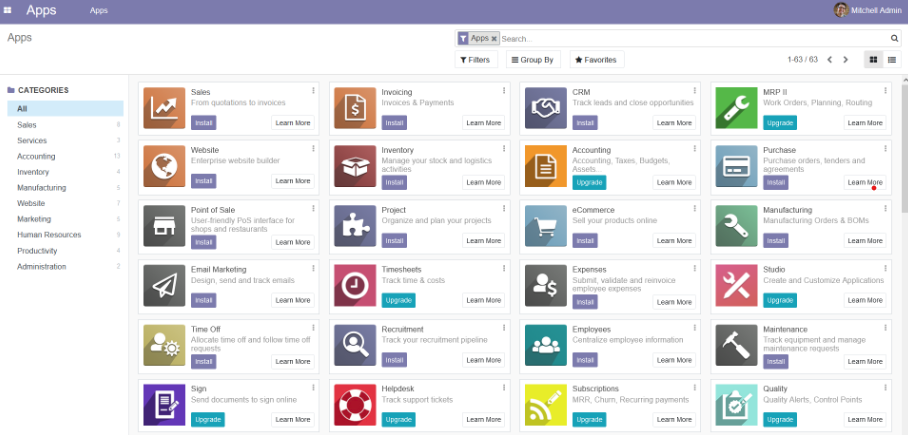 Apps Apps Mitchell Admin
Apps
Apps Search...
Filters Group By Favorites 1-63 / 63
CATEGORIES
All
Sales 8
Services 3
Accounting 13
Inventory 4
Manufacturing 5
Website 7
Marketing 5
Human Resources
Productivity 4
Administration 2
Sales
From quotations to invoices
Install Learn More
Invoicing
Invoices & Payments
Install Learn More
CRM
Track leads and close opportunities
Install Learn More
MRP II
Work Orders, Planning, Routing
Upgrade Learn More
Website
Enterprise website builder
Install Learn More
Inventory
Manage your stock and logistics
activities
Install Learn More
Accounting
Accounting, Taxes, Budgets,
Assets
Upgrade Learn More
Purchase
Purchase orders, tenders and
agreements
Install Learn More
Point of Sale
User-friendly PoS interface for
shops and restaurants
Install Learn More
Project
Organize and plan your projects
Install Learn More
eCommerce
Sell your products online
Install Learn More
Manufacturing
Manufacturing Orders & BOMs
Install Learn More
Email Marketing
Design, send and track emails
Install Learn More
Timesheets
Track time & costs
Upgrade Learn More
Expenses
Submit, validate and reinvoice
employee expenses
Install Learn More
Studio
Create and Customize Applications
Upgrade Learn More
Time Off
Allocate time off and follow time off
requests
Install Learn More
Recruitment
Track your recruitment pipeline
Install Learn More
Employees
Centralize employee information
Install Learn More
Maintenance
Track equipment and manage
maintenance requests
Install Learn More
Sign
Send documents to sign online
Upgrade Learn More
Helpdesk
Track support tickets
Upgrade Learn More
Subscriptions
MRR, Churn, Recurring payments
Upgrade Learn More
Quality
Quality Alerts, Control Points
Upgrade Learn More